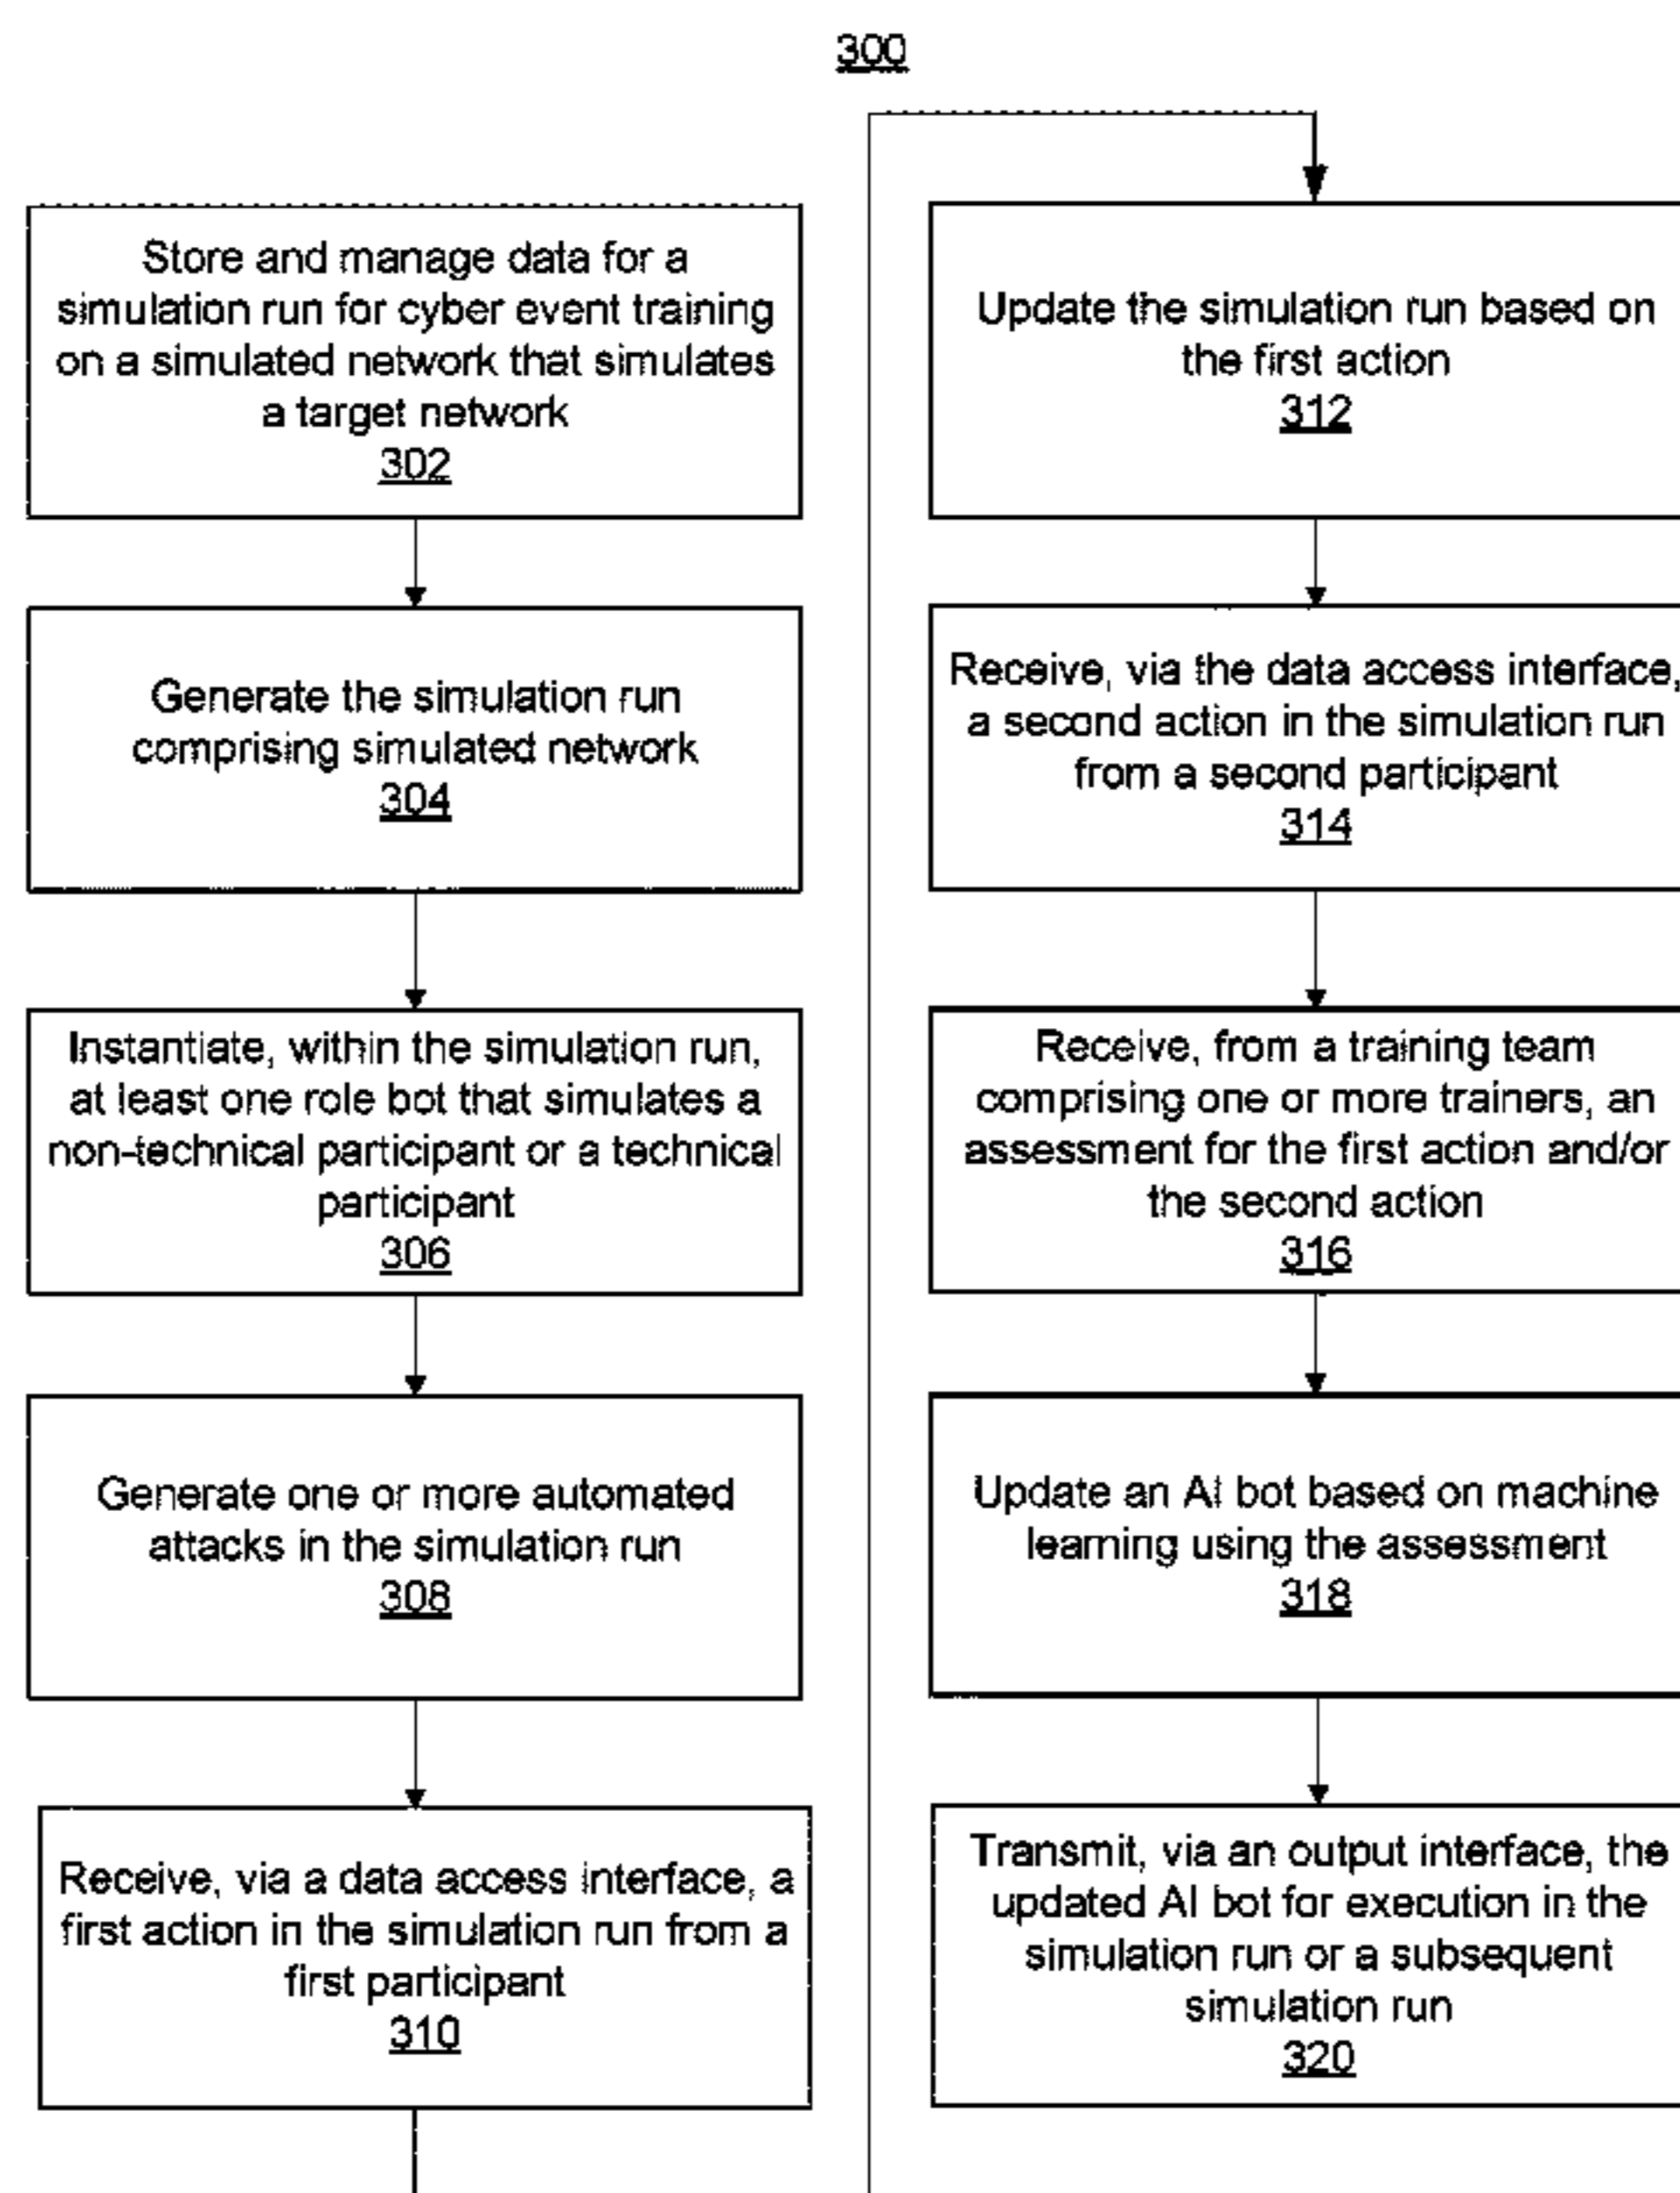 300
Store and manage data for a
simulation run for cyber event training
on a simulated network that simulates
a target network
302
Generate the simulation run
comprising simulated network
304
Instantiate, within the simulation run,
at least one role bot that simulates a
non-technical participant or a technical
participant
306
Generate one or more automated
attacks in the simulation run
308
Receive, via a data access interface, a
first action in the simulation run from a
first participant
310
Update the simulation run based on
the first action
312
Receive, via the data access interface,
a second action in the simulation run
from a second participant
314
Receive, from a training team
comprising one or more trainers, an
assessment for the first action and/or
the second action
316
Update an AI bot based on machine
learning using the assessment
318
Transmit, via an output interface, the
updated AI bot for execution in the
simulation run or a subsequent
simulation run
320